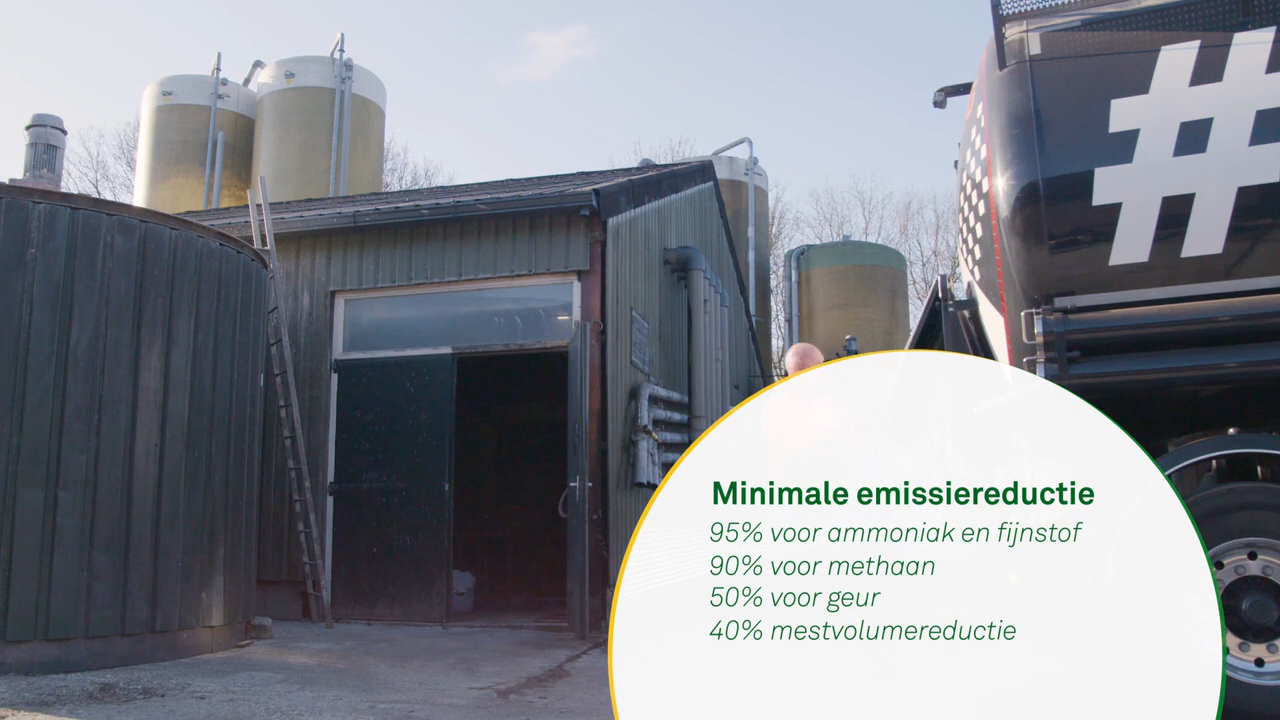 #
Minimale emissiereductie
95% voor ammoniak en fijnstof
90% voor methaan
50% voor geur
40% mestvolumereductie